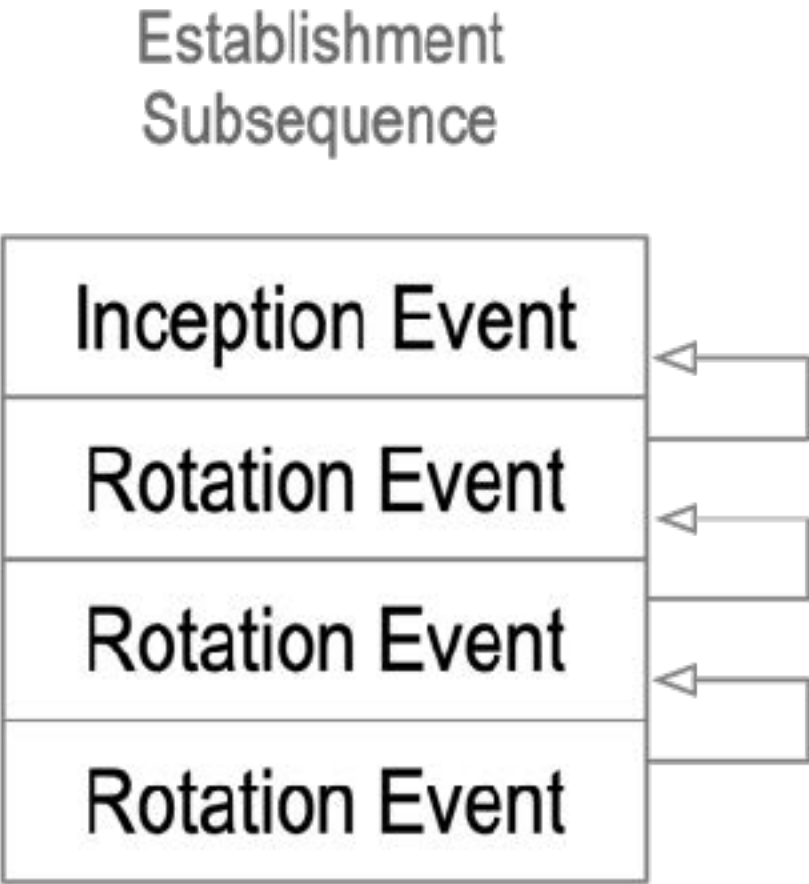 Establishment
Subsequence
Inception Event
Rotation Event
Rotation Event
Rotation Event